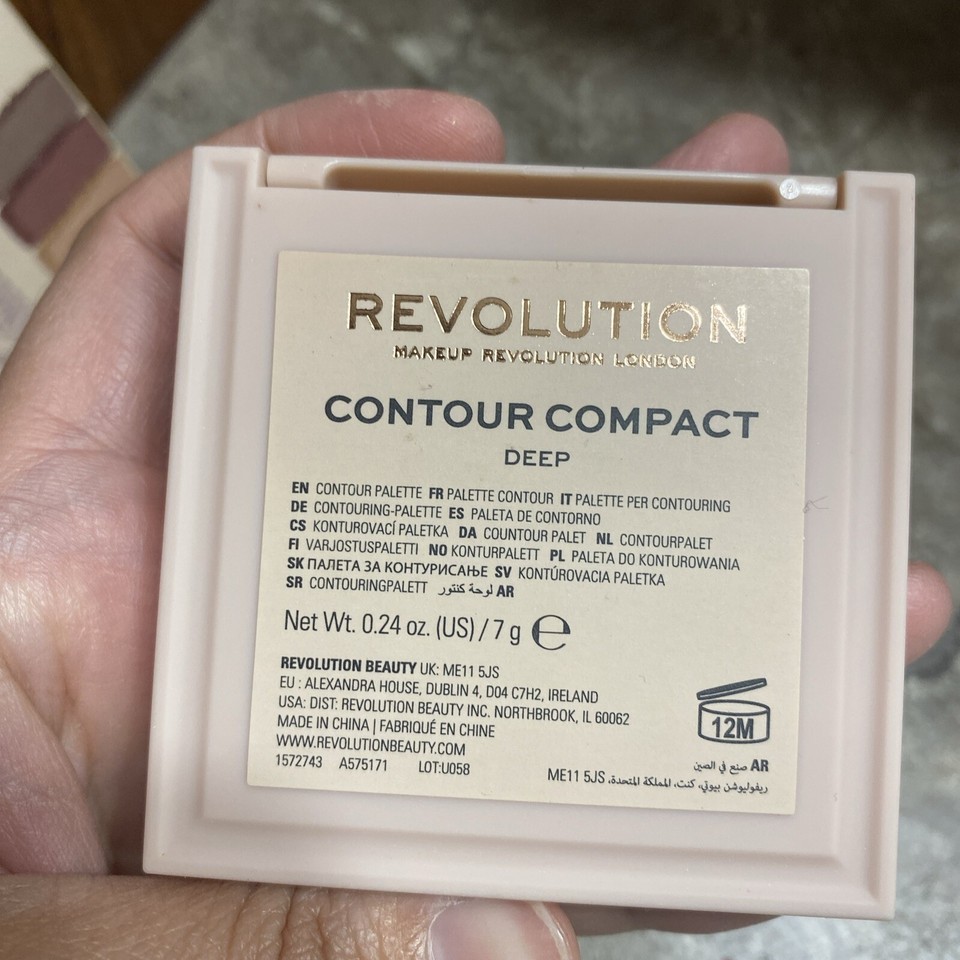 REVOLUTION
MAKEUP REVOLUTION LONDON
CONTOUR COMPACT
DEEP
EN CONTOUR PALETTE FR PALETTE CONTOUR IT PALETTE PER CONTOURING
DE CONTOURING-PALETTE ES PALETA DE CONTORNO
CS KONTUROVACÍ PALETKA DA COUNTOUR PALET NL CONTOURPALET
FI VARJOSTUSPALETTI NO KONTURPALETT PL PALETA DO KONTUROWANIA
SK ПАЛЕТА ЗА КОНТУРИСАЊЕ SV KONTÚROVACIA PALETKA
SR CONTOURINGPALETT لوحة كنتور AR
Net Wt. 0.24 oz. (US) / 7 g ℮
REVOLUTION BEAUTY UK: ME11 5JS
EU : ALEXANDRA HOUSE, DUBLIN 4, D04 C7H2, IRELAND
USA: DIST: REVOLUTION BEAUTY INC. NORTHBROOK, IL 60062
MADE IN CHINA | FABRIQUÉ EN CHINE
WWW.REVOLUTIONBEAUTY.COM
1572743 A575171 LOT:U058
12M
AR صنع في الصين
ريفوليوشن بيوتي، كنت، المملكة المتحدة، ME11 5JS